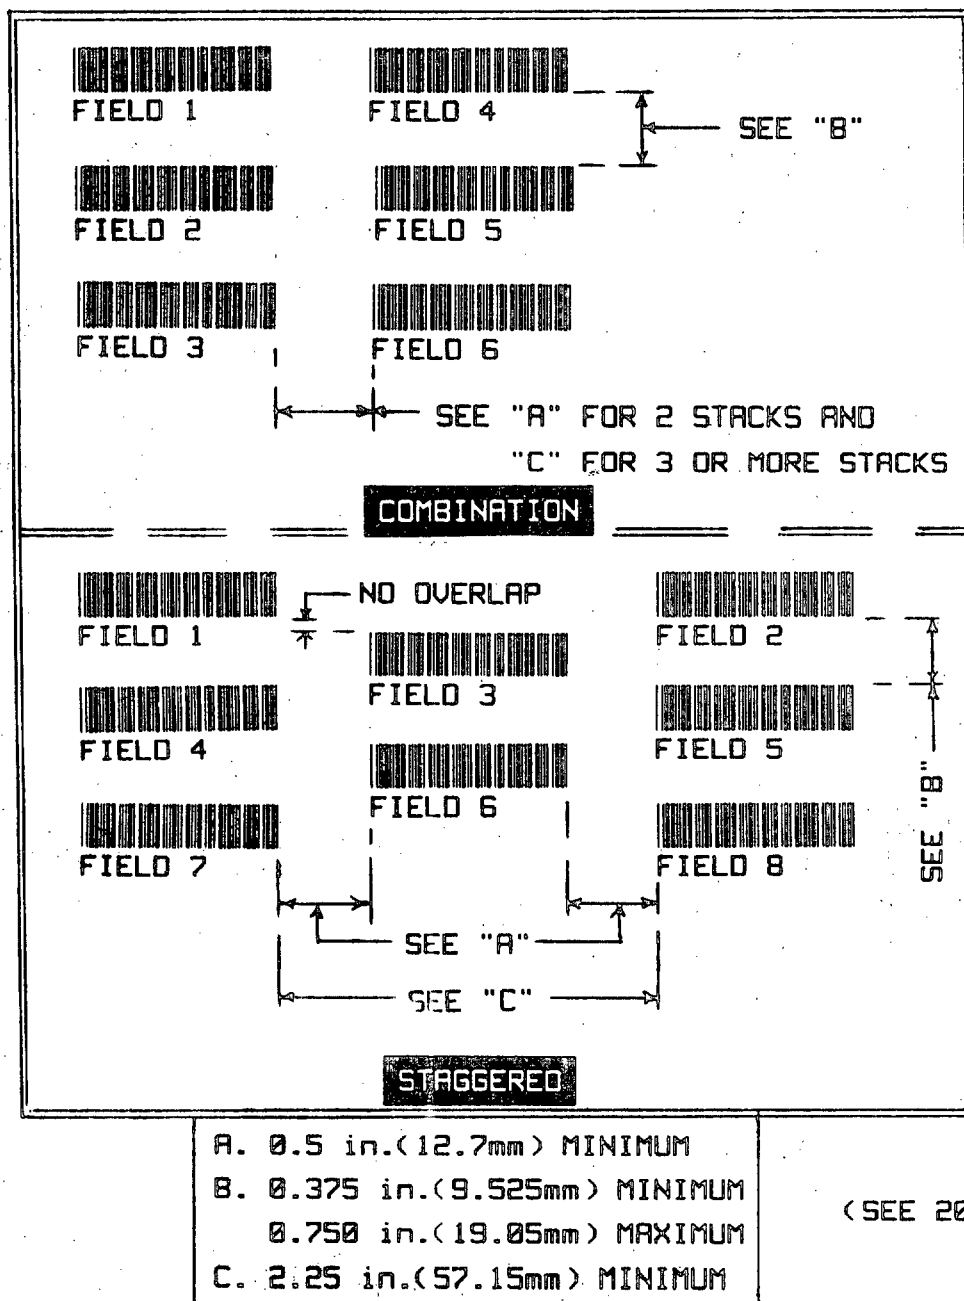 FIELD 1 FIELD 4
SEE "B"
FIELD 2 FIELD 5
FIELD 3 FIELD 6
SEE "A" FOR 2 STACKS AND
"C" FOR 3 OR MORE STACKS
COMBINATION
NO OVERLAP
FIELD 1 FIELD 2
FIELD 3
FIELD 4 FIELD 5
SEE "B"
FIELD 6
FIELD 7 FIELD 8
SEE "A"
SEE "C"
STAGGERED
A. 0.5 in.(12.7mm) MINIMUM
B. 0.375 in.(9.525mm) MINIMUM
0.750 in.(19.05mm) MAXIMUM
(SEE 20
C. 2.25 in.(57.15mm) MINIMUM